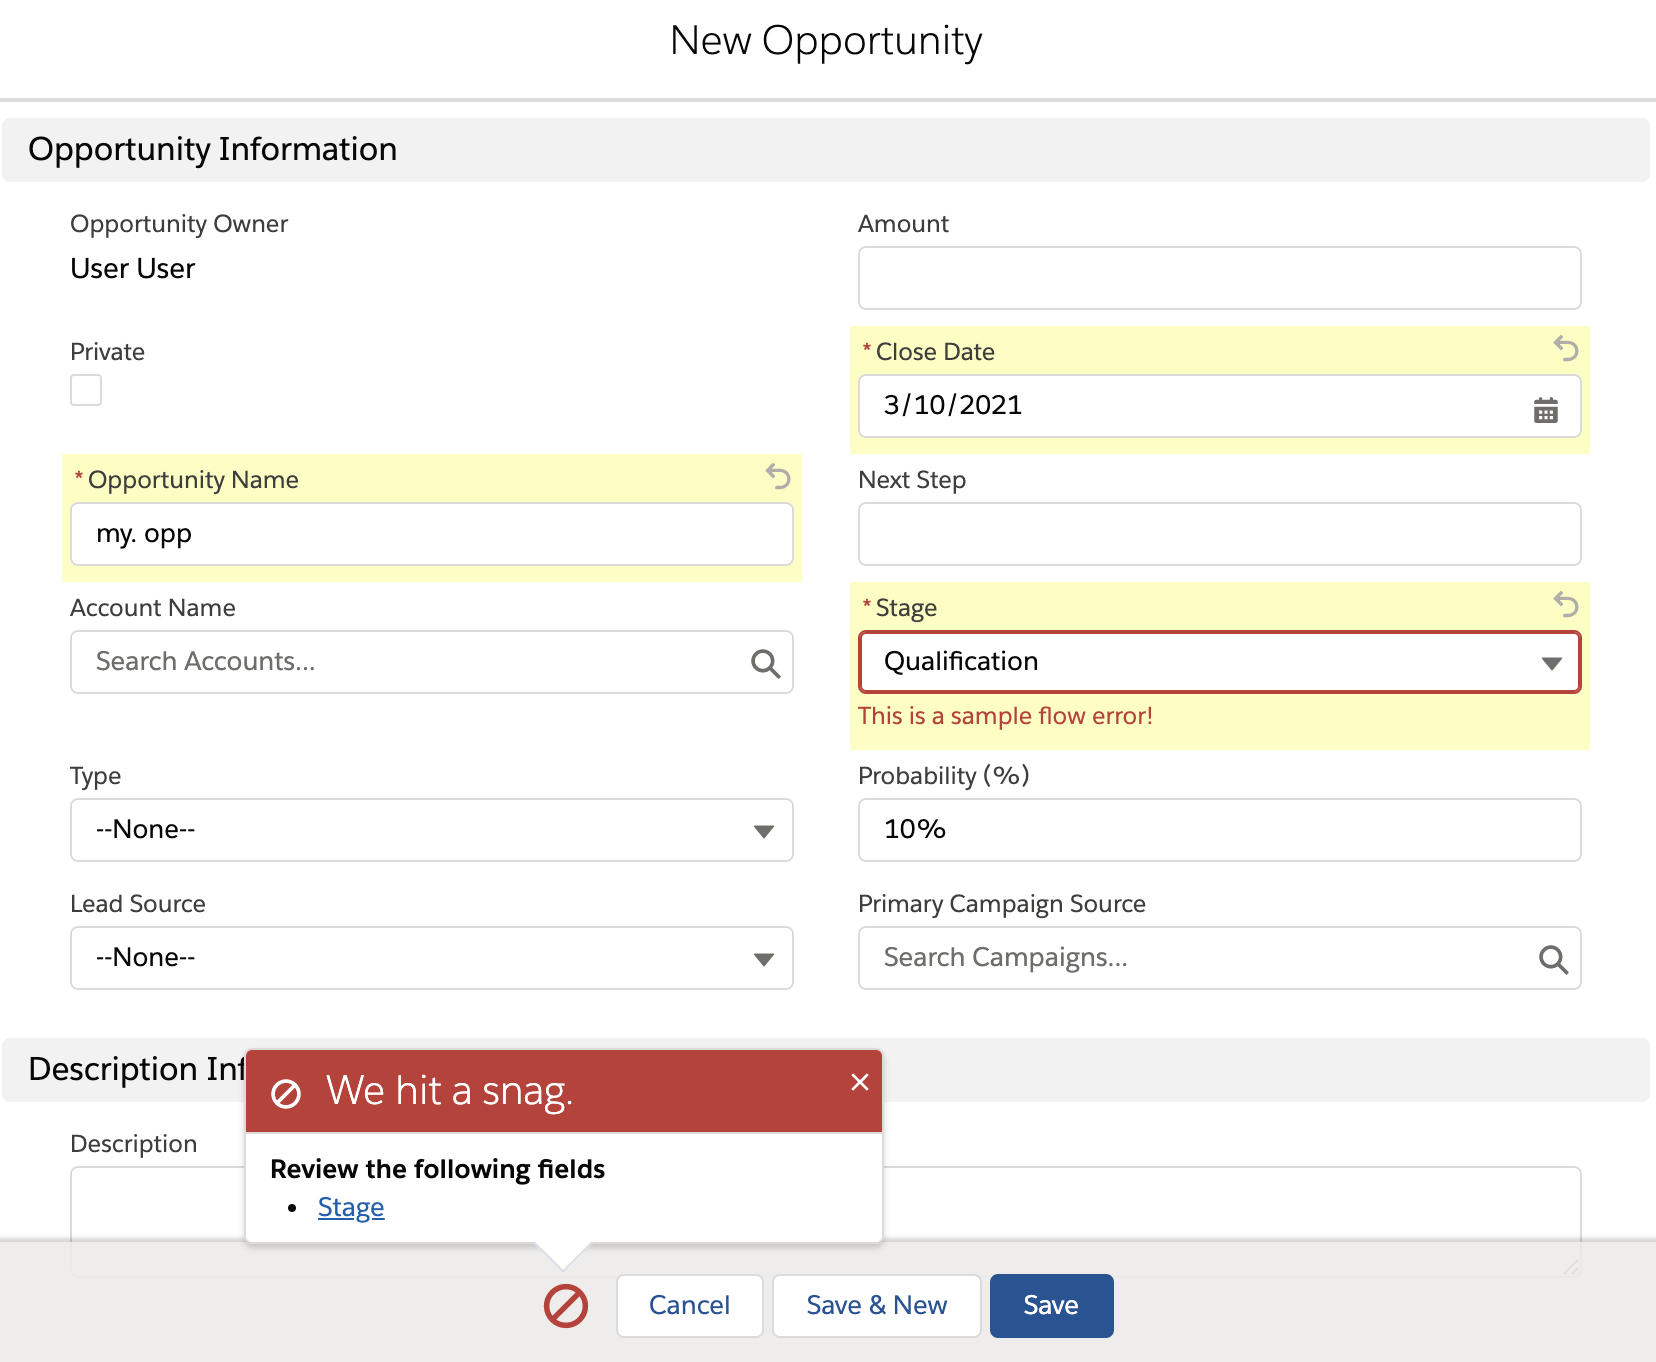 New Opportunity
Opportunity Information
Opportunity Owner
User User
Amount
Private
* Close Date
3/10/2021
* Opportunity Name
my. opp
Next Step
Account Name
Search Accounts...
* Stage
Qualification
This is a sample flow error!
Type
--None--
Probability (%)
10%
Lead Source
--None--
Primary Campaign Source
Search Campaigns...
Description Inf
Description
We hit a snag.
Review the following fields
• Stage
Cancel
Save & New
Save